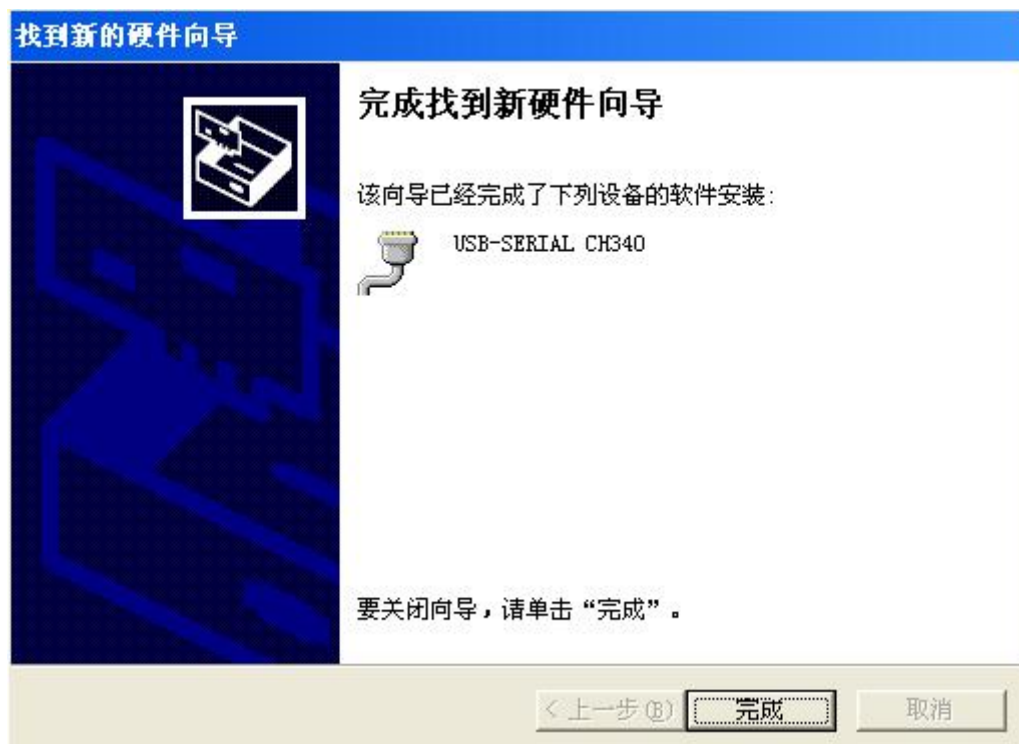 找到新的硬件向导
完成找到新硬件向导
该向导已经完成了下列设备的软件安装:
USB-SERIAL CH340
要关闭向导，请单击“完成”。
< 上一步(B)
完成
取消